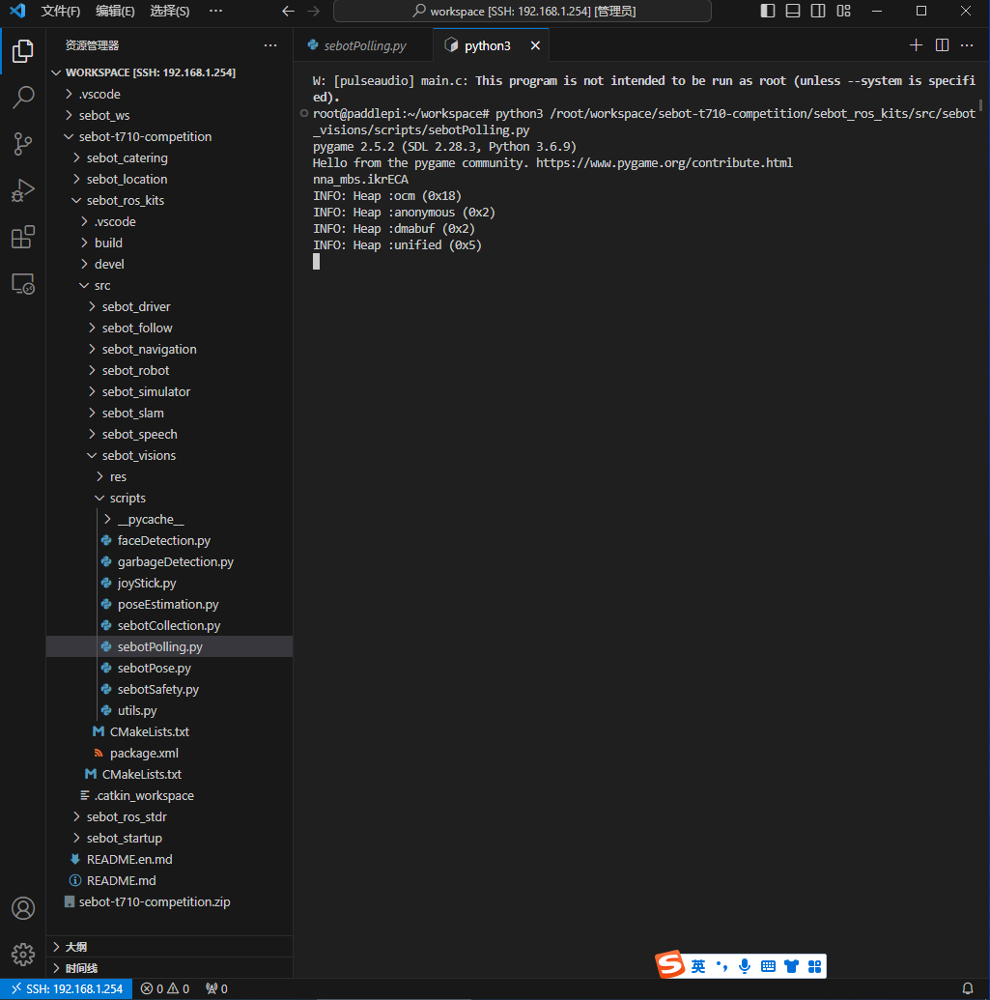 文件(F) 编辑(E) 选择(S) ··· workspace [SSH: 192.168.1.254] [管理员]
资源管理器 ···
WORKSPACE [SSH: 192.168.1.254]
.vscode
sebot_ws
sebot-t710-competition
sebot_catering
sebot_location
sebot_ros_kits
.vscode
build
devel
src
sebot_driver
sebot_follow
sebot_navigation
sebot_robot
sebot_simulator
sebot_slam
sebot_speech
sebot_visions
res
scripts
__pycache__
faceDetection.py
garbageDetection.py
joyStick.py
poseEstimation.py
sebotCollection.py
sebotPolling.py
sebotPose.py
sebotSafety.py
utils.py
CMakeLists.txt
package.xml
CMakeLists.txt
.catkin_workspace
sebot_ros_stdr
sebot_startup
README.en.md
README.md
sebot-t710-competition.zip
大纲
时间线
sebotPolling.py python3
W: [pulseaudio] main.c: This program is not intended to be run as root (unless --system is specifi
ed).
root@paddlepi:~/workspace# python3 /root/workspace/sebot-t710-competition/sebot_ros_kits/src/sebot
_visions/scripts/sebotPolling.py
pygame 2.5.2 (SDL 2.28.3, Python 3.6.9)
Hello from the pygame community. https://www.pygame.org/contribute.html
nna_mbs.ikrECA
INFO: Heap :ocm (0x18)
INFO: Heap :anonymous (0x2)
INFO: Heap :dmabuf (0x2)
INFO: Heap :unified (0x5)
S 英
SSH: 192.168.1.254 0 0 0